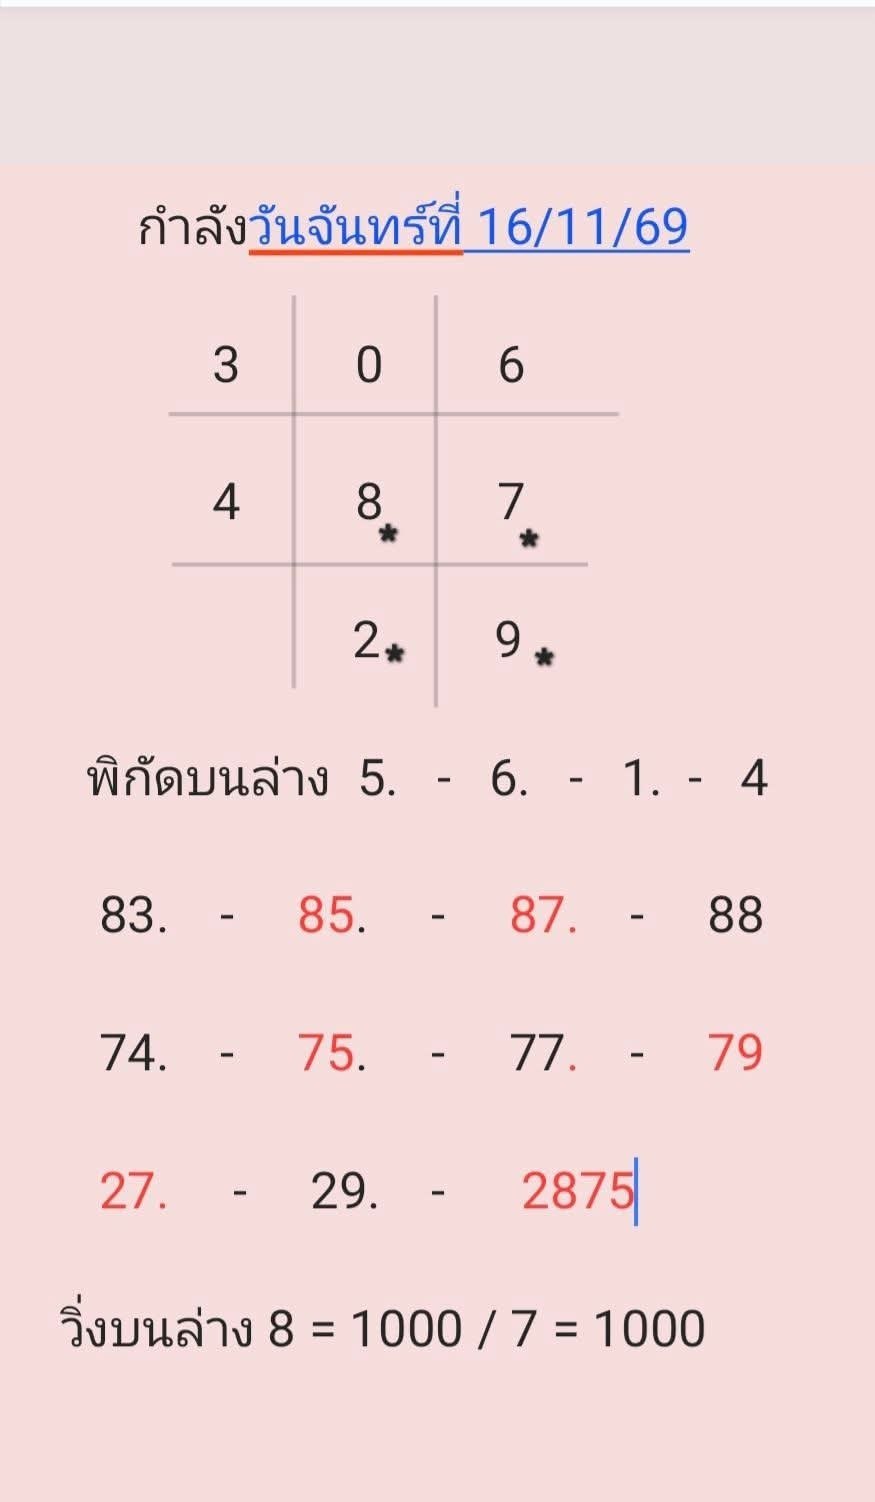 กำลังวันจันทร์ที่ 16/11/69
3 0 6
4 8* 7*
2* 9*
พิกัดบนล่าง 5. - 6. - 1. - 4
83. - 85. - 87. - 88
74. - 75. - 77. - 79
27. - 29. - 2875
วิ่งบนล่าง 8 = 1000 / 7 = 1000